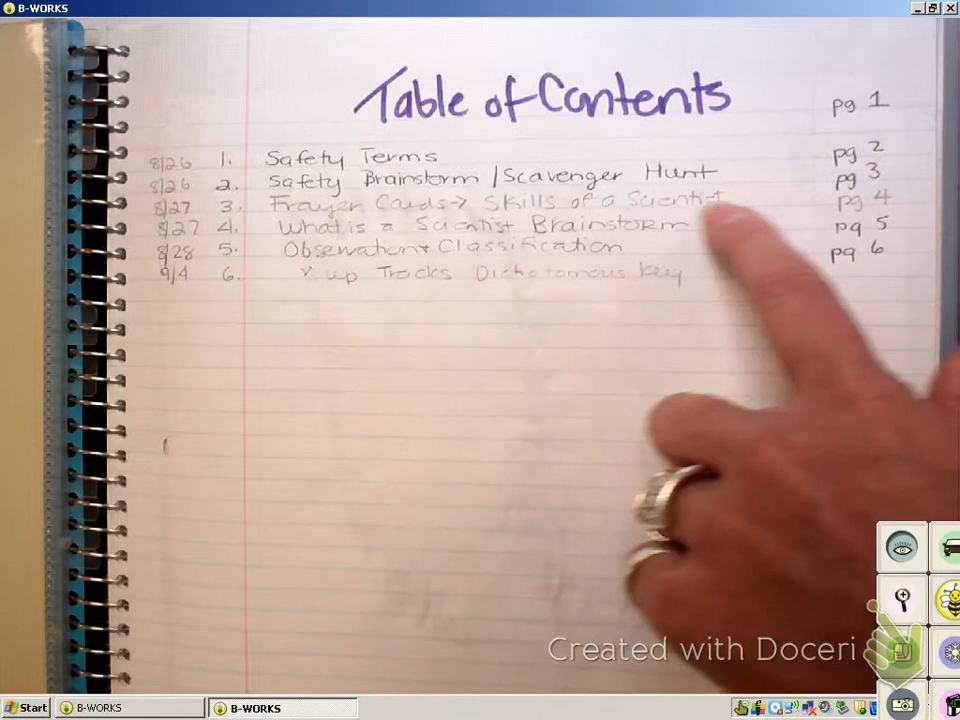 B-WORKS
Table of Contents
pg 1
8/26 1. Safety Terms pg 2
8/26 2. Safety Brainstorm / Scavenger Hunt pg 3
8/27 3. Frayer Cards → Skills of a Scientist pg 4
8/27 4. What is a Scientist Brainstorm pg 5
8/28 5. Observation + Classification pg 6
9/4 6. up Tracks Dichotomous Key
Created with Doceri
Start B-WORKS B-WORKS